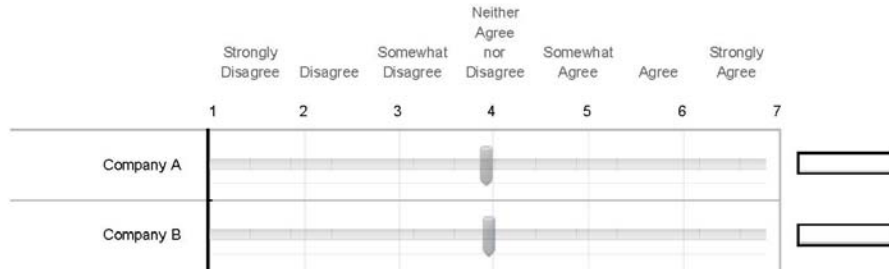 Strongly Disagree
Disagree
Somewhat Disagree
Neither Agree nor Disagree
Somewhat Agree
Agree
Strongly Agree
1 2 3 4 5 6 7
Company A
Company B